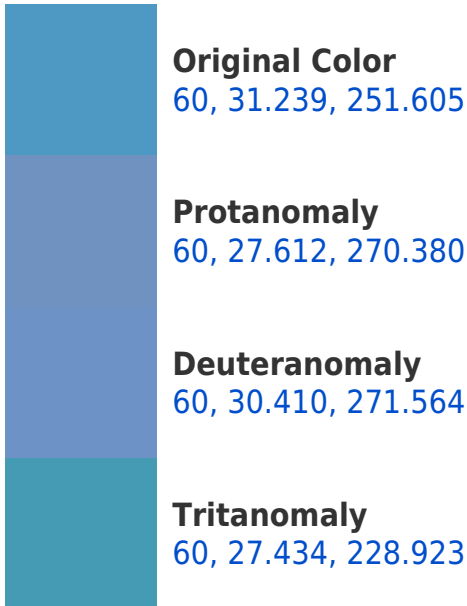 Original Color
60, 31.239, 251.605
Protanomaly
60, 27.612, 270.380
Deuteranomaly
60, 30.410, 271.564
Tritanomaly
60, 27.434, 228.923